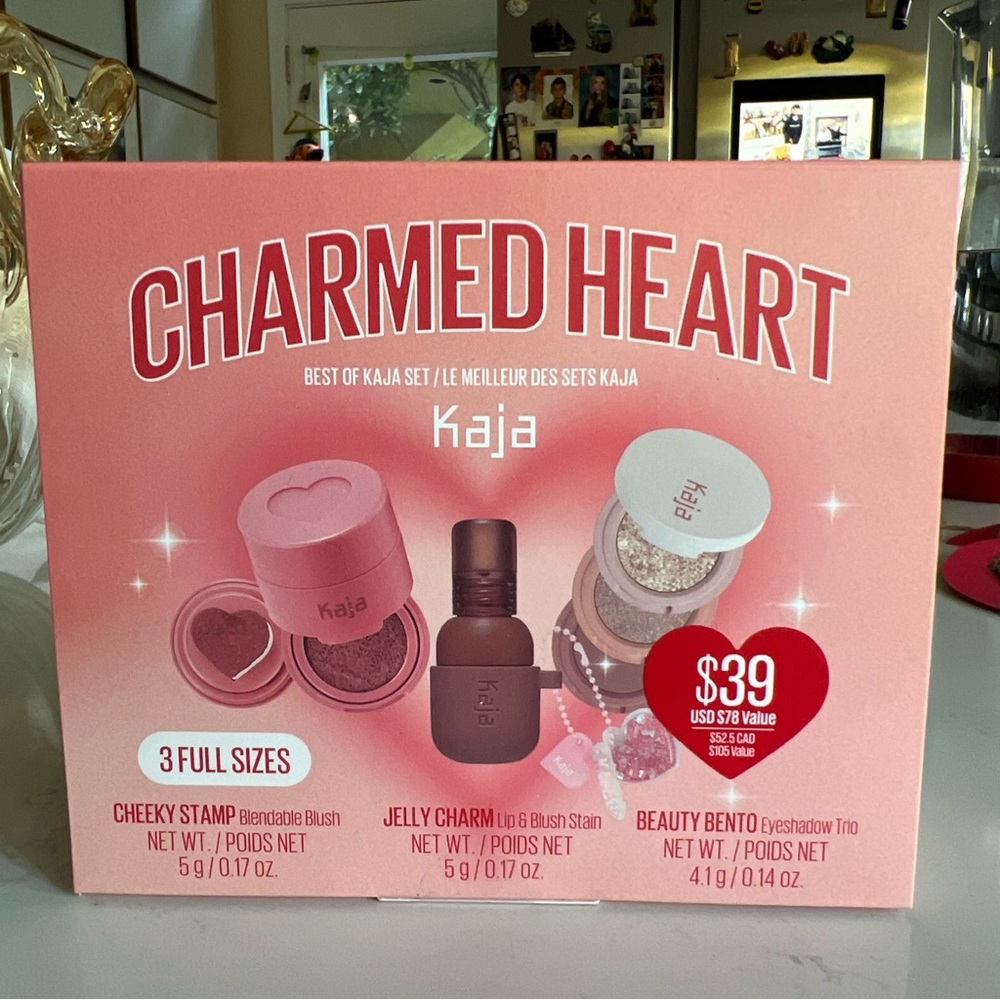 CHARMED HEART
BEST OF KAJA SET / LE MEILLEUR DES SETS KAJA
Kaja
Kaja
Kaja
Kaja
Kaja
$39
USD $78 Value
$52.5 CAD
$105 Value
3 FULL SIZES
CHEEKY STAMP Blendable Blush
NET WT. / POIDS NET
5 g / 0.17 oz.
JELLY CHARM Lip & Blush Stain
NET WT. / POIDS NET
5 g / 0.17 oz.
BEAUTY BENTO Eyeshadow Trio
NET WT. / POIDS NET
4.1 g / 0.14 oz.